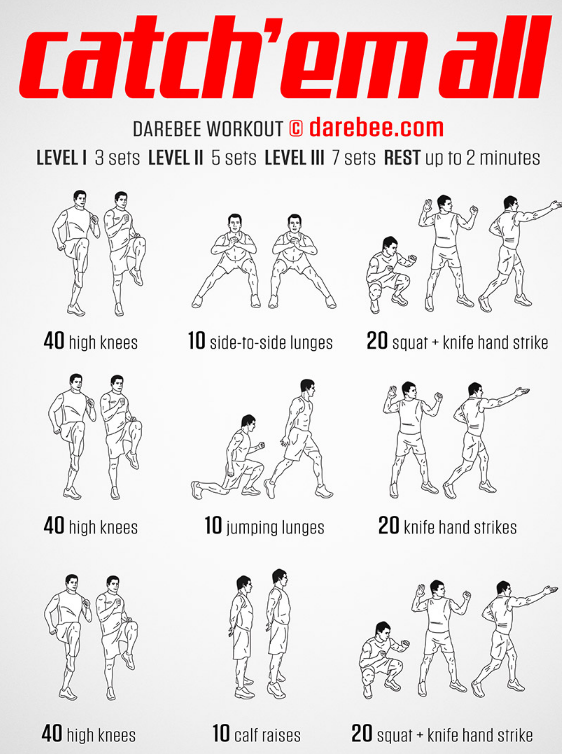 catch'em all
DAREBEE WORKOUT © darebee.com
LEVEL I 3 sets LEVEL II 5 sets LEVEL III 7 sets REST up to 2 minutes
40 high knees
10 side-to-side lunges
20 squat + knife hand strike
40 high knees
10 jumping lunges
20 knife hand strikes
40 high knees
10 calf raises
20 squat + knife hand strike